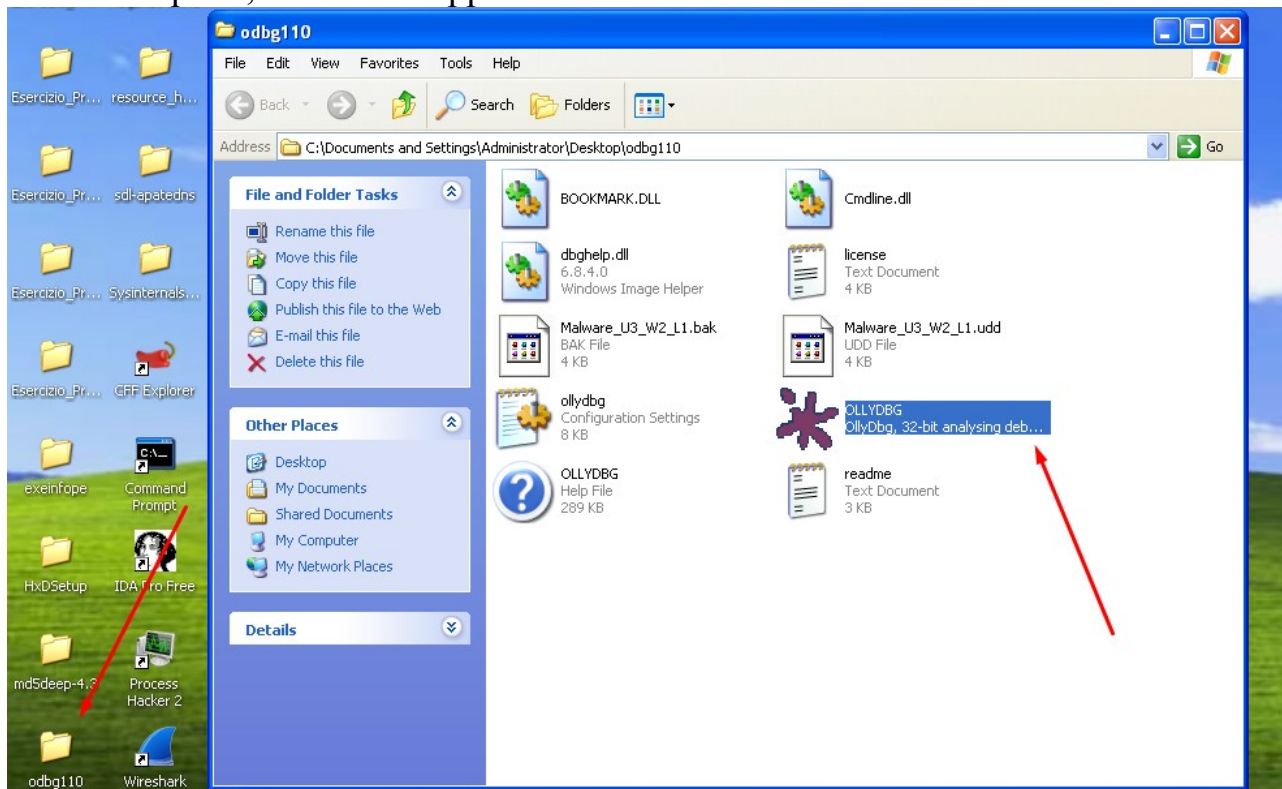 odbg110
File Edit View Favorites Tools Help
Back Search Folders
Address C:\Documents and Settings\Administrator\Desktop\odbg110 Go
Esercizio_Pr... resource_h...
Esercizio_Pr... sdl-apatedns
Esercizio_Pr... Sysinternals...
Esercizio_Pr... CFF Explorer
exeinfope Command
Prompt
HxDSetup IDA Pro Free
md5deep-4.3 Process
Hacker 2
odbg110 Wireshark
File and Folder Tasks
Rename this file
Move this file
Copy this file
Publish this file to the Web
E-mail this file
Delete this file
Other Places
Desktop
My Documents
Shared Documents
My Computer
My Network Places
Details
BOOKMARK.DLL
Cmdline.dll
dbghelp.dll
6.8.4.0
Windows Image Helper
license
Text Document
4 KB
Malware_U3_W2_L1.bak
BAK File
4 KB
Malware_U3_W2_L1.udd
UDD File
4 KB
ollydbg
Configuration Settings
8 KB
OLLYDBG
OllyDbg, 32-bit analysing deb...
OLLYDBG
Help File
289 KB
readme
Text Document
3 KB